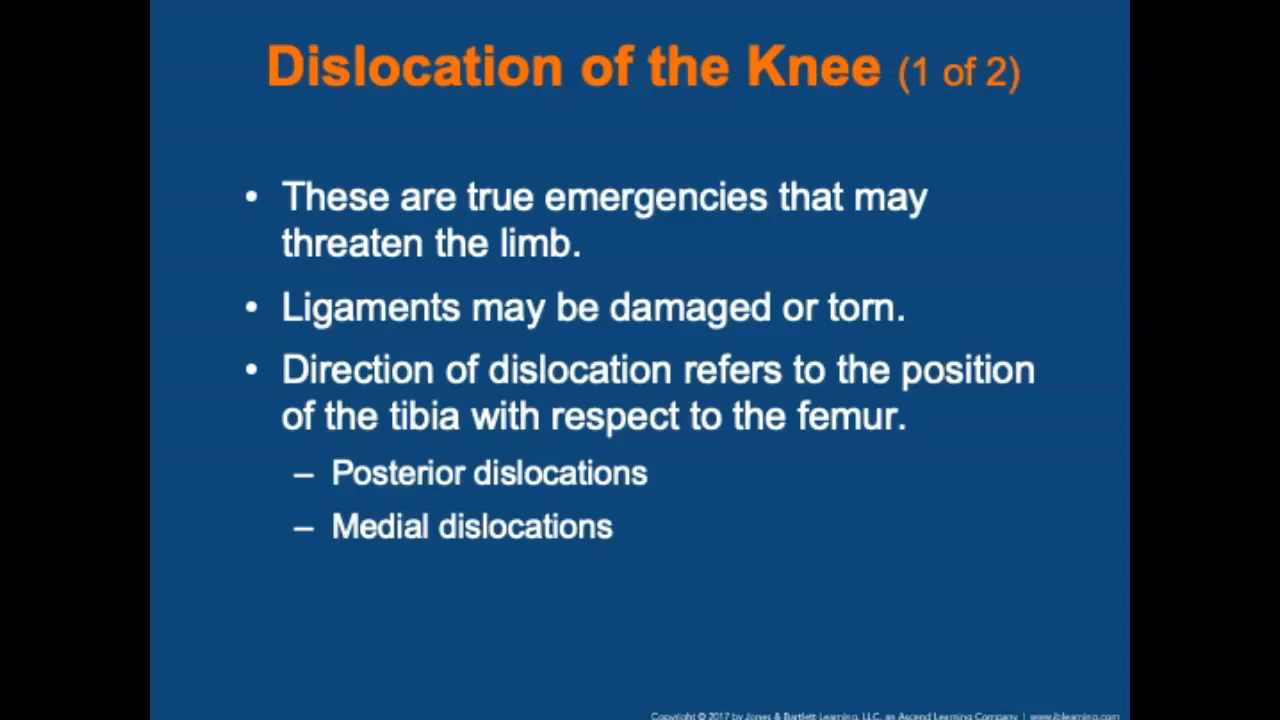 Dislocation of the Knee (1 of 2)
• These are true emergencies that may
threaten the limb.
• Ligaments may be damaged or torn.
• Direction of dislocation refers to the position
of the tibia with respect to the femur.
– Posterior dislocations
– Medial dislocations
Copyright © 2017 by Jones & Bartlett Learning, LLC, an Ascend Learning Company | www.jblearning.com